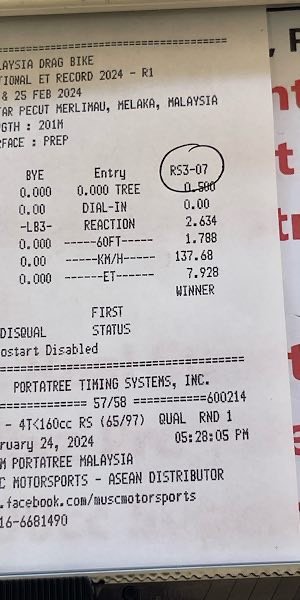 LAYSIA DRAG BIKE
TIONAL ET RECORD 2024 - R1
& 25 FEB 2024
TAR PECUT MERLIMAU, MELAKA, MALAYSIA
NGTH : 201M
RFACE : PREP
BYE Entry RS3-07
0.000 0.000 TREE 0.500
0.00 DIAL-IN 0.00
-LB3- REACTION 2.634
0.000 ------60FT------ 1.788
0.00 ------KM/H------ 137.68
0.000 -------ET------- 7.928
WINNER
FIRST
DISQUAL STATUS
ostart Disabled
PORTATREE TIMING SYSTEMS, INC.
=========== 57/58 ===========600214
- 4T<160cc RS (65/97) QUAL RND 1
ruary 24, 2024 05:28:05 PM
M PORTATREE MALAYSIA
C MOTORSPORTS - ASEAN DISTRIBUTOR
.facebook.com/muscmotorsports
16-6681490